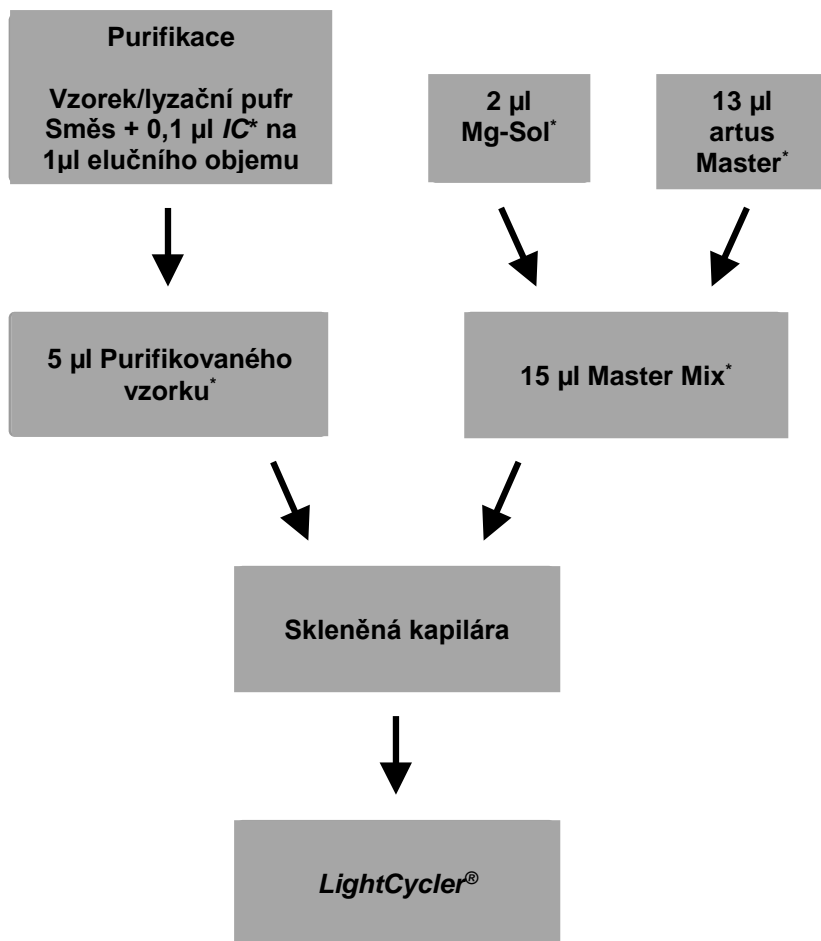 Purifikace
Vzorek/lyzační pufr
Směs + 0,1 µl IC* na
1µl elučního objemu
2 µl
Mg-Sol*
13 µl
artus
Master*
5 µl Purifikovaného
vzorku*
15 µl Master Mix*
Skleněná kapilára
LightCycler®